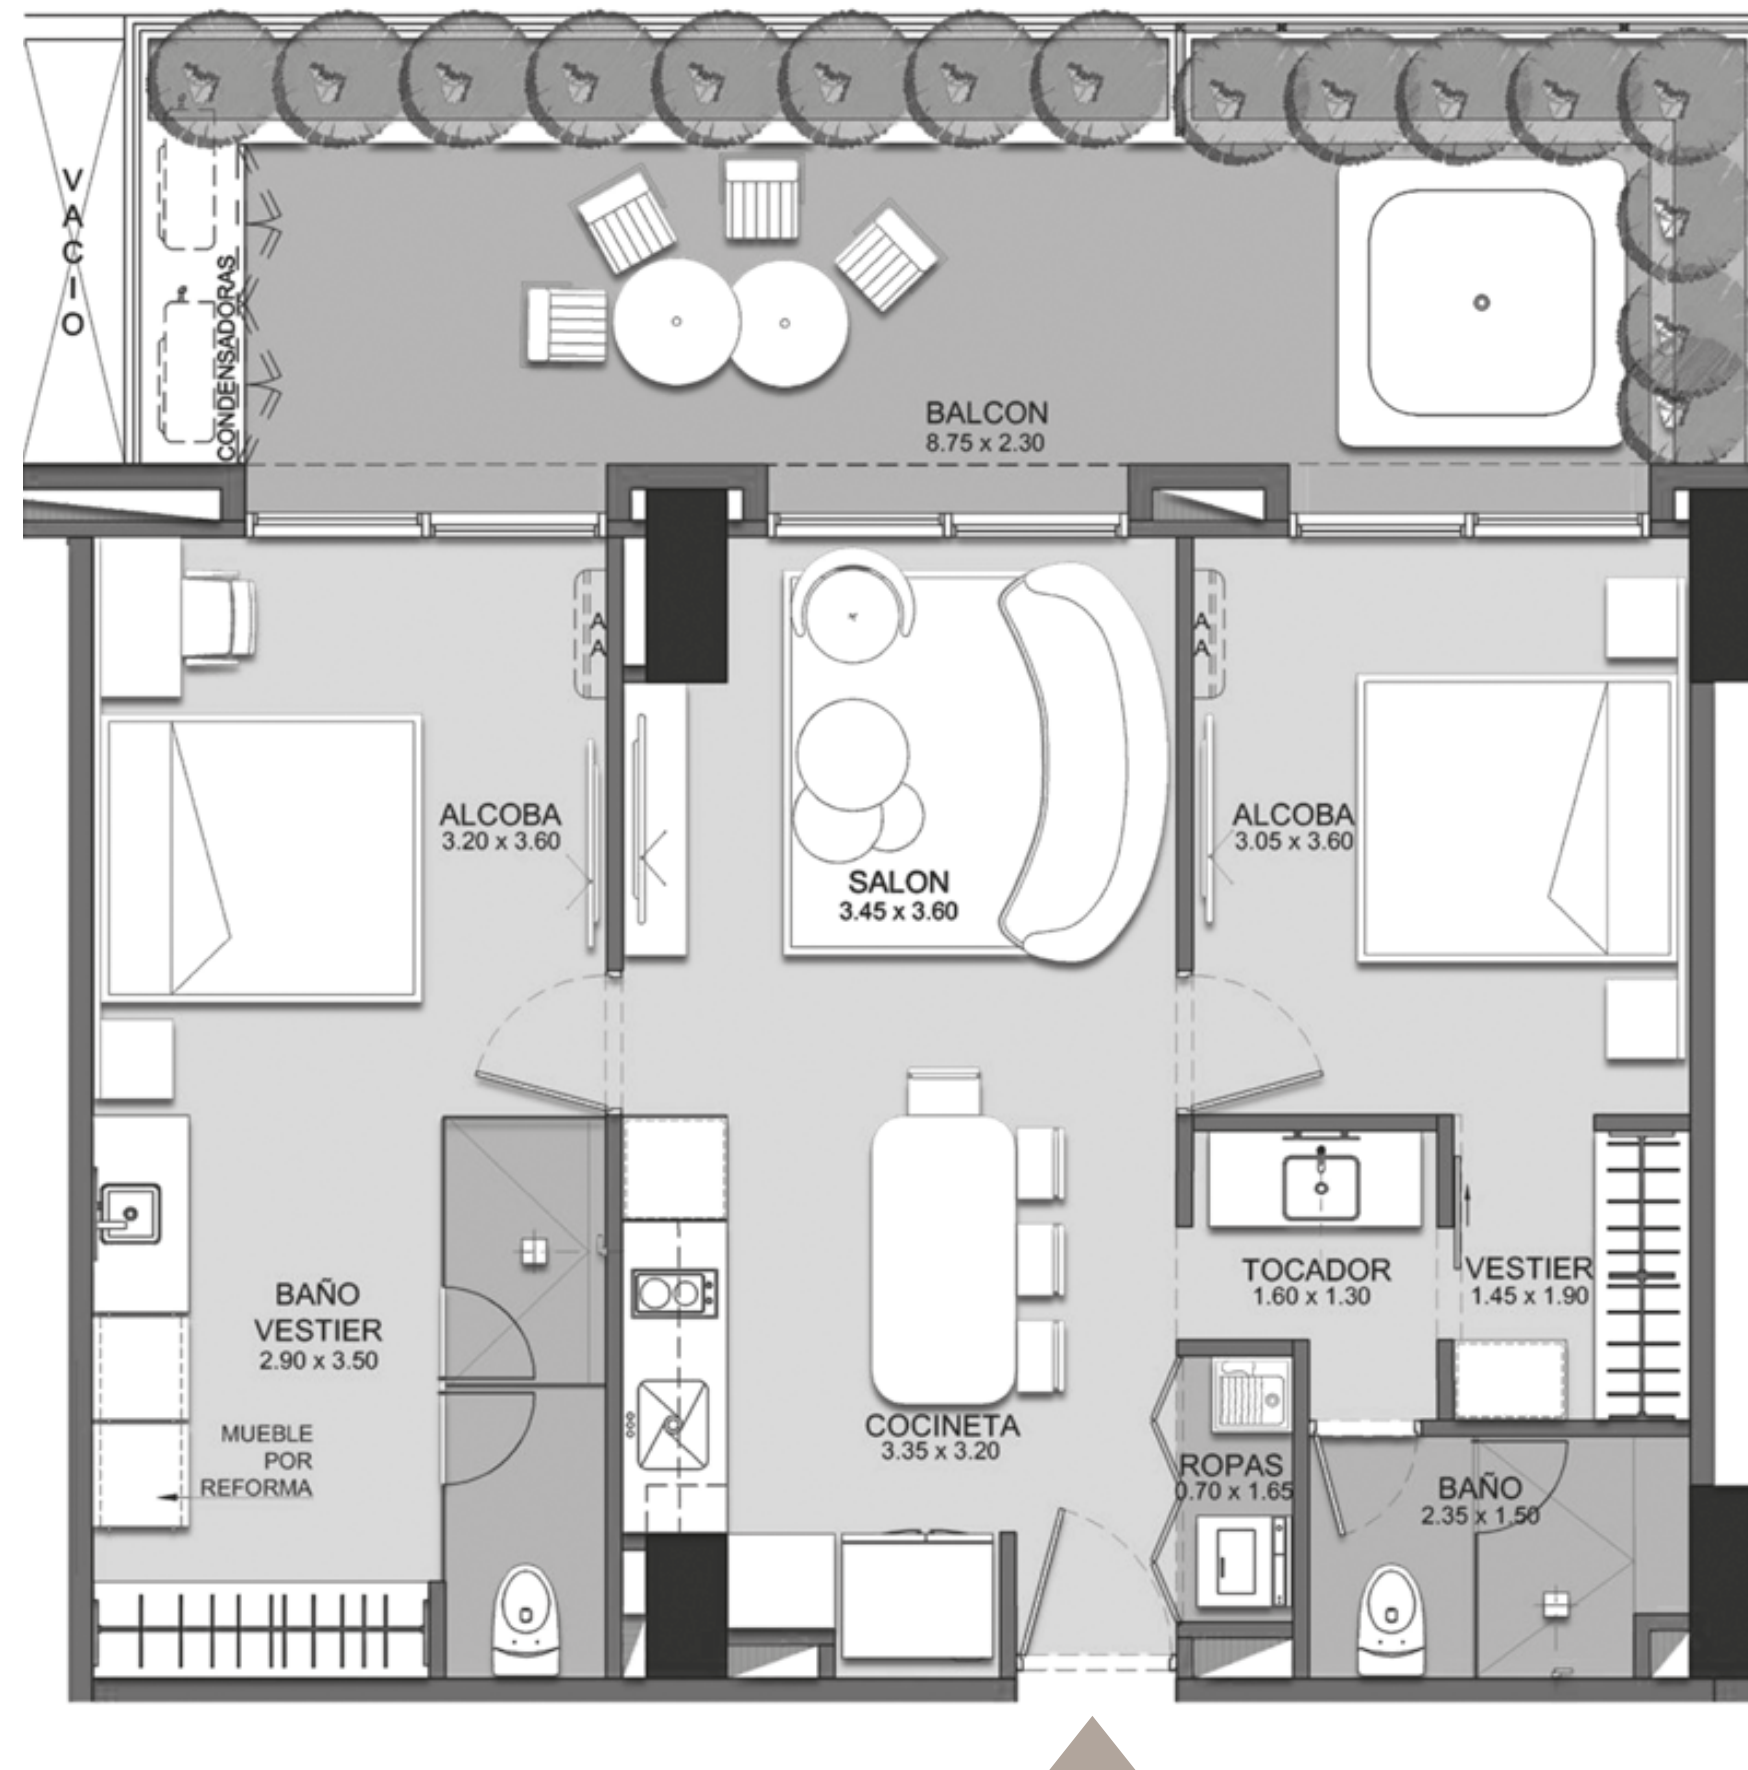 VACIO
CONDENSADORAS
BALCON
8.75 x 2.30
A
A
A
A
ALCOBA
3.20 x 3.60
SALON
3.45 x 3.60
ALCOBA
3.05 x 3.60
BAÑO
VESTIER
2.90 x 3.50
MUEBLE
POR
REFORMA
COCINETA
3.35 x 3.20
TOCADOR
1.60 x 1.30
VESTIER
1.45 x 1.90
ROPAS
0.70 x 1.65
BAÑO
2.35 x 1.50